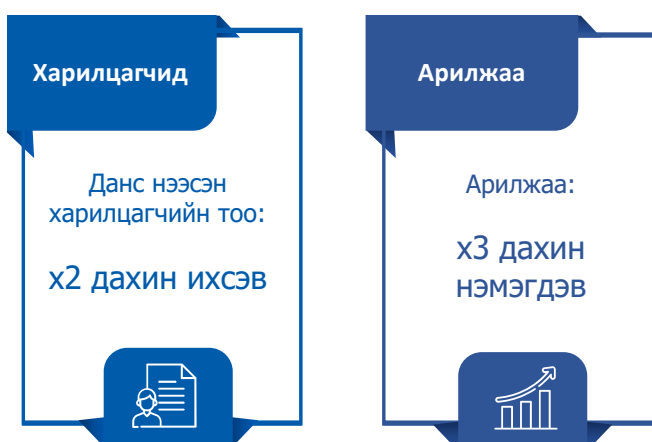 Харилцагчид
Данс нээсэн
харилцагчийн тоо:
x2 дахин ихсэв
Арилжаа
Арилжаа:
x3 дахин
нэмэгдэв